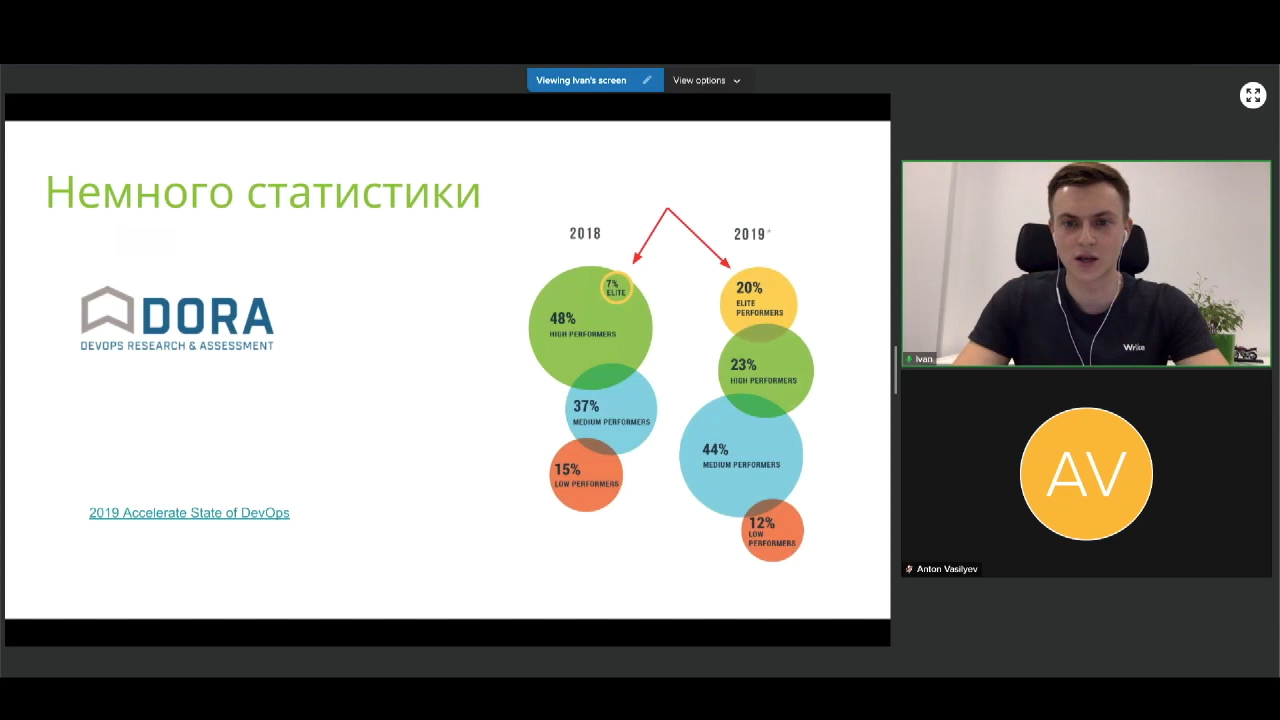 Viewing Ivan's screen
View options
Немного статистики
2018
2019*
7%
ELITE
48%
HIGH PERFORMERS
37%
MEDIUM PERFORMERS
15%
LOW PERFORMERS
20%
ELITE
PERFORMERS
23%
HIGH PERFORMERS
44%
MEDIUM PERFORMERS
12%
LOW
PERFORMERS
DORA
DEVOPS RESEARCH & ASSESSMENT
2019 Accelerate State of DevOps
Wrike
Ivan
AV
Anton Vasilyev